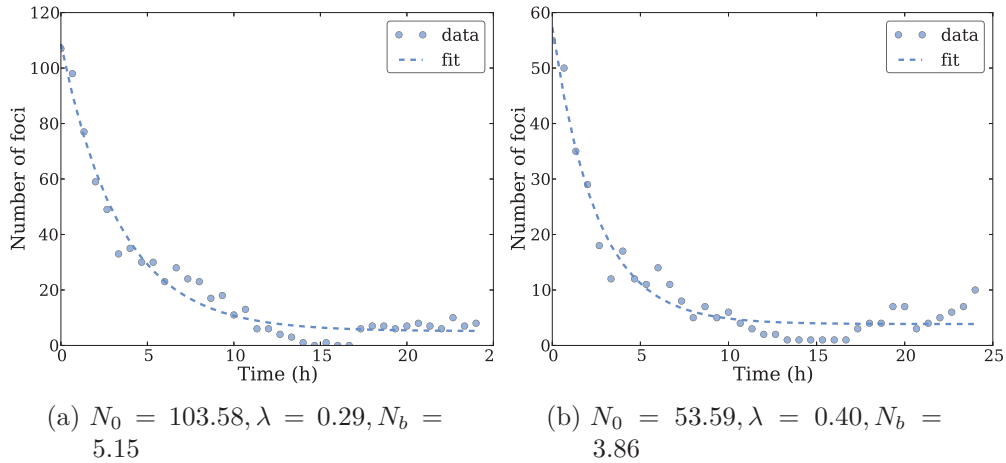 120
100
80
60
40
20
0
Number of foci
0 5 10 15 20 2
Time (h)
data
fit
60
50
40
30
20
10
0
Number of foci
0 5 10 15 20 25
Time (h)
data
fit
(a) N₀ = 103.58, λ = 0.29, N_b =
5.15
(b) N₀ = 53.59, λ = 0.40, N_b =
3.86